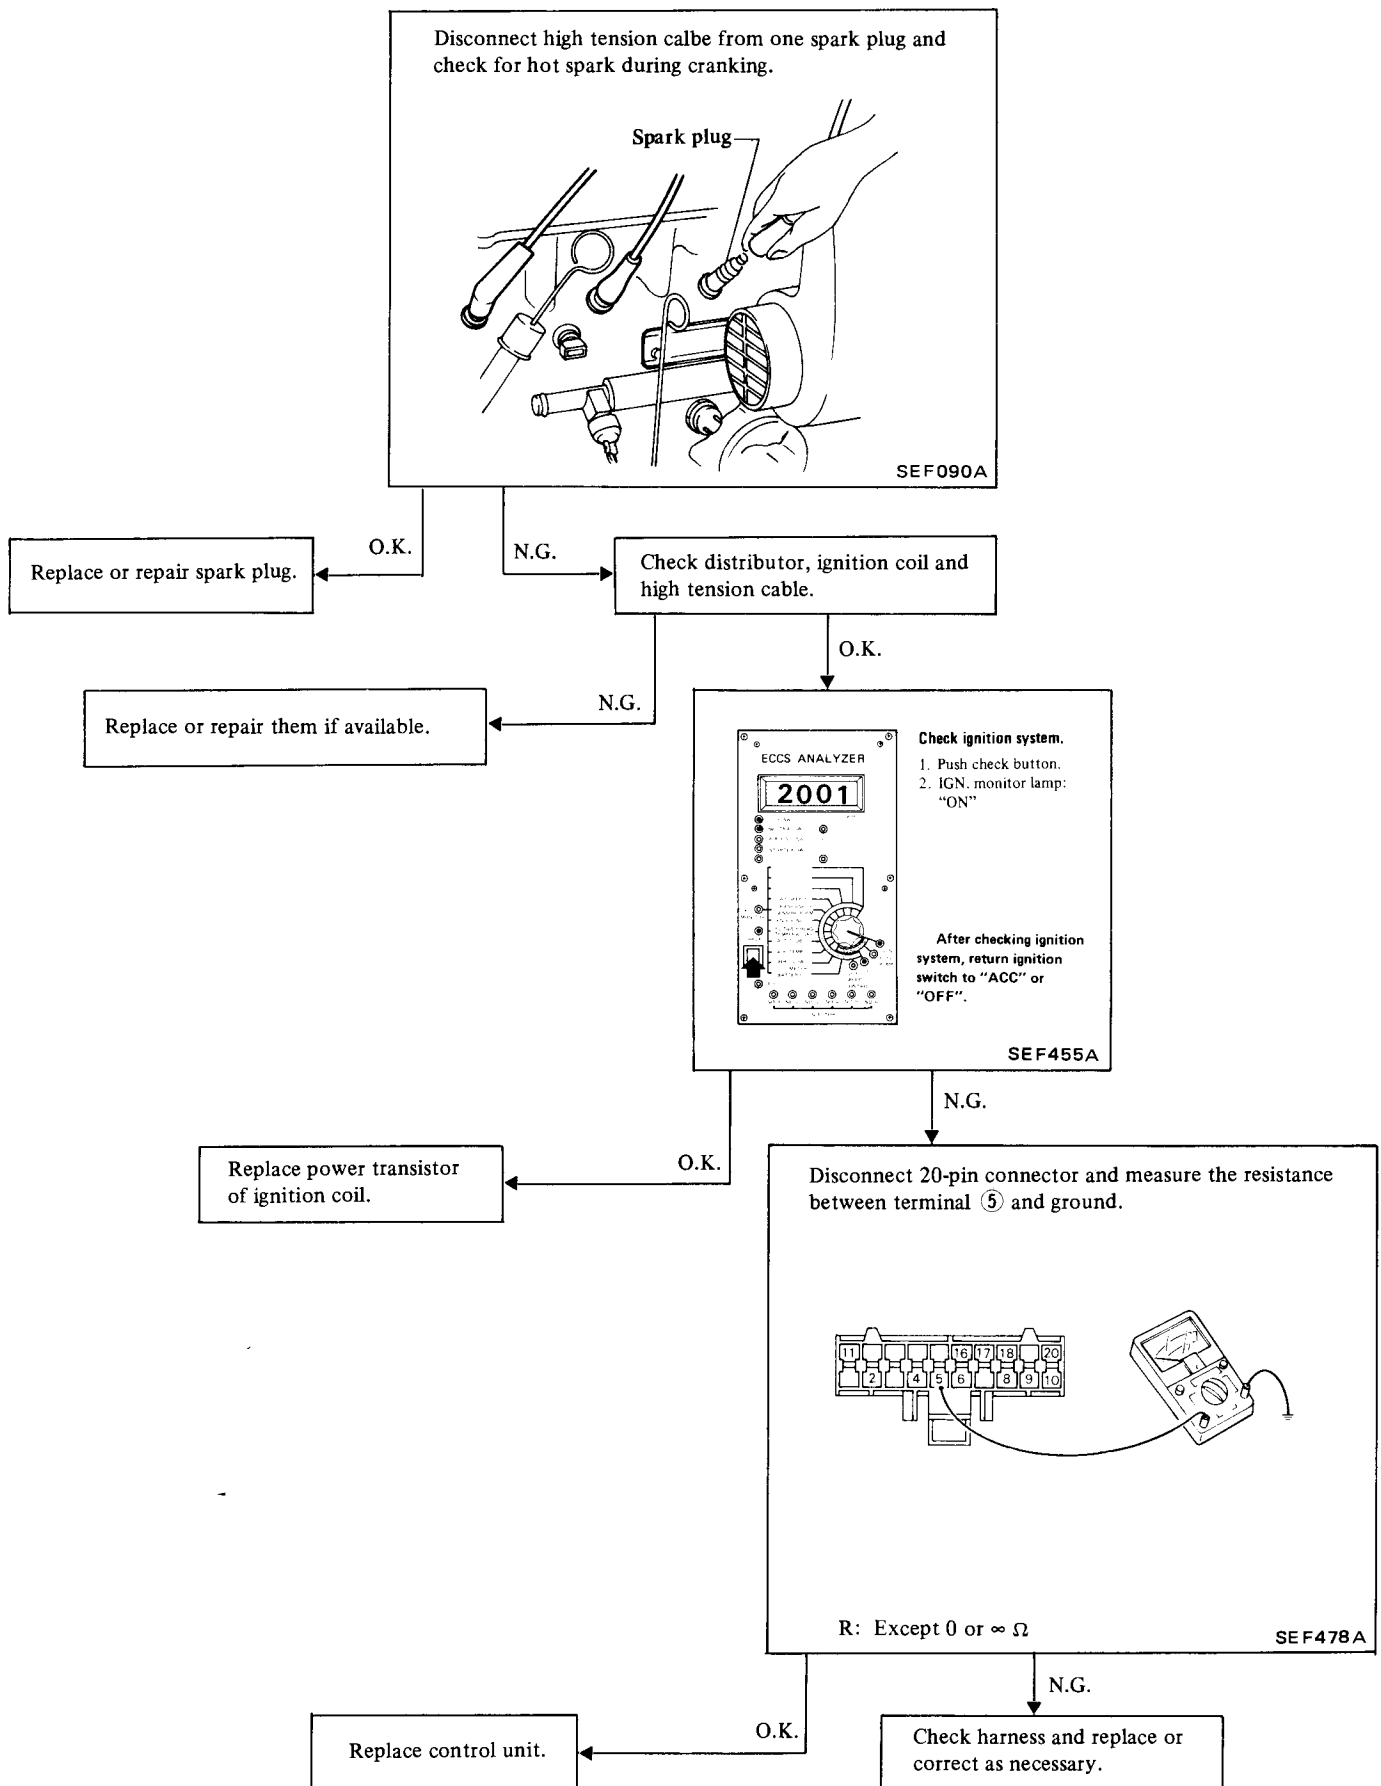 Disconnect high tension calbe from one spark plug and
check for hot spark during cranking.
Spark plug
SEF090A
O.K.
N.G.
Replace or repair spark plug.
Check distributor, ignition coil and
high tension cable.
O.K.
N.G.
Replace or repair them if available.
ECCS ANALYZER
2001
Check ignition system.
1. Push check button.
2. IGN. monitor lamp:
"ON"
After checking ignition
system, return ignition
switch to "ACC" or
"OFF".
SEF455A
N.G.
O.K.
Replace power transistor
of ignition coil.
Disconnect 20-pin connector and measure the resistance
between terminal ⑤ and ground.
11 16 17 18 20
2 4 5 6 8 9 10
R: Except 0 or ∞ Ω
SEF478A
N.G.
O.K.
Replace control unit.
Check harness and replace or
correct as necessary.